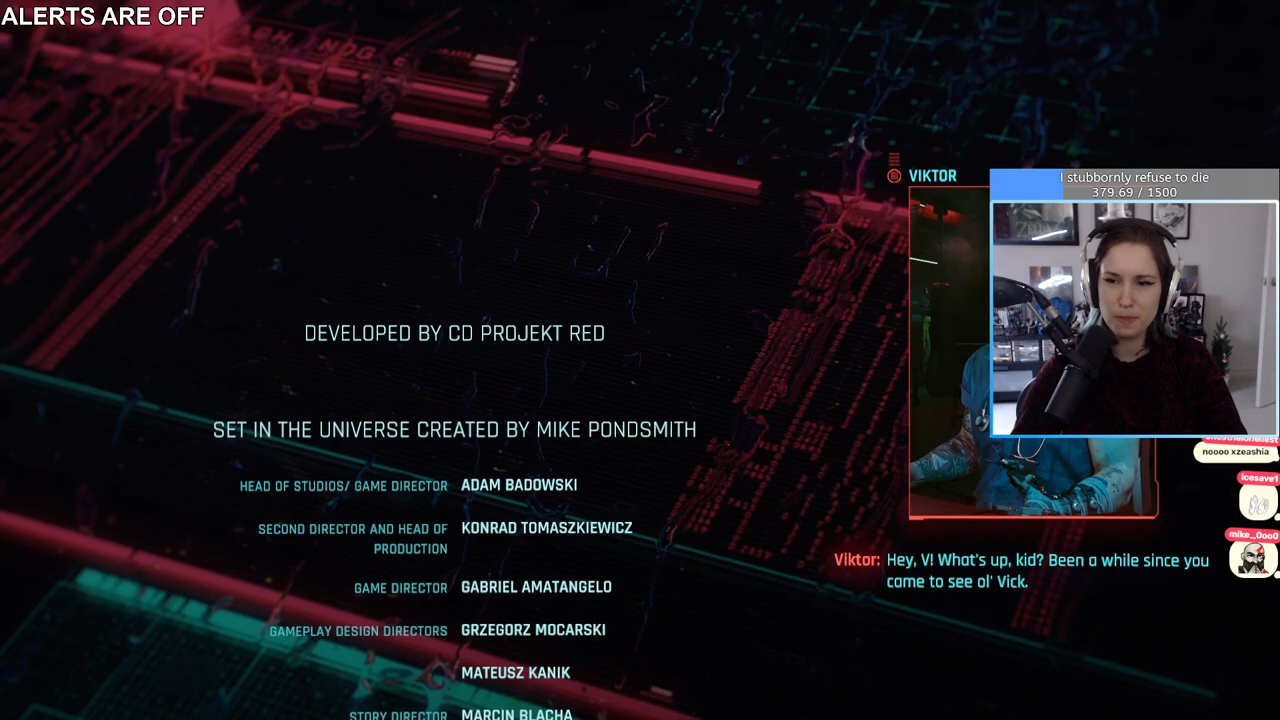 ALERTS ARE OFF
VIKTOR
I stubbornly refuse to die
379.69 / 1500
DEVELOPED BY CD PROJEKT RED
SET IN THE UNIVERSE CREATED BY MIKE PONDSMITH
HEAD OF STUDIOS/ GAME DIRECTOR ADAM BADOWSKI
SECOND DIRECTOR AND HEAD OF KONRAD TOMASZKIEWICZ
PRODUCTION
GAME DIRECTOR GABRIEL AMATANGELO
GAMEPLAY DESIGN DIRECTORS GRZEGORZ MOCARSKI
MATEUSZ KANIK
STORY DIRECTOR MARCIN BLACHA
Viktor: Hey, V! What's up, kid? Been a while since you
came to see ol' Vick.
noooo xzeashia
icesave1
mike_0oo0